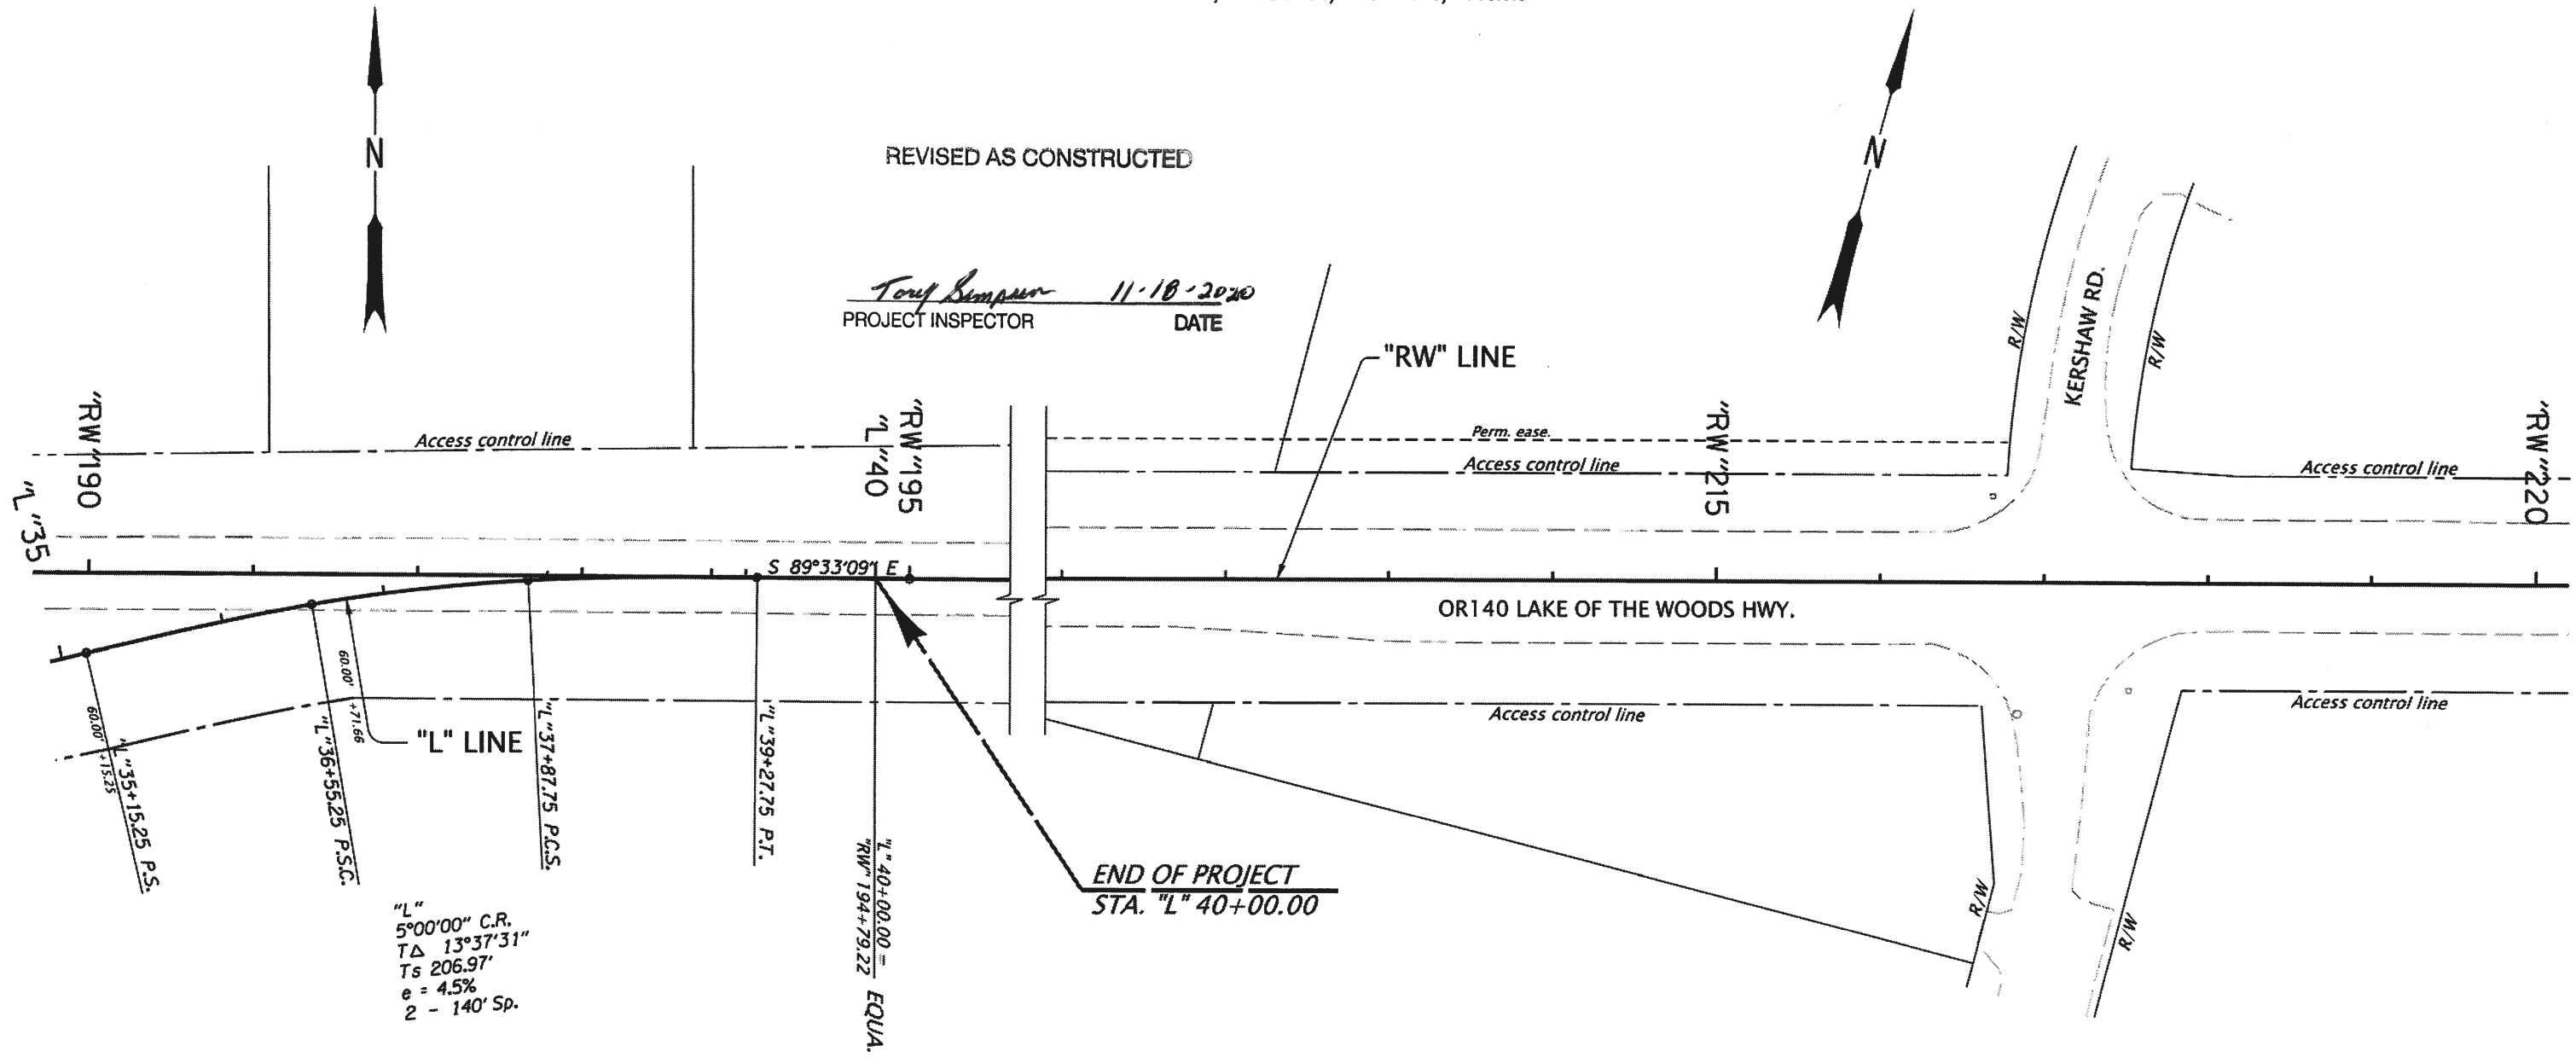 N
N
REVISED AS CONSTRUCTED
Tory Simpson 11-18-2020
PROJECT INSPECTOR DATE
"RW" LINE
KERSHAW RD.
R/W
R/W
"RW"190
Access control line
"L"40
"RW"195
Perm. ease.
Access control line
"RW"215
Access control line
"RW"220
"L"35
S 89°33'09" E
OR140 LAKE OF THE WOODS HWY.
60.00'
+15.25
"L"35+15.25 P.S.
60.00'
+71.66
"L"36+55.25 P.S.C.
"L" LINE
"L"37+87.75 P.C.S.
"L"39+27.75 P.T.
"L" 40+00.00 =
"RW" 194+79.22 EQUA.
Access control line
Access control line
END OF PROJECT
STA. "L" 40+00.00
R/W
R/W
"L"
5°00'00" C.R.
T∆ 13°37'31"
Ts 206.97'
e = 4.5%
2 - 140' Sp.